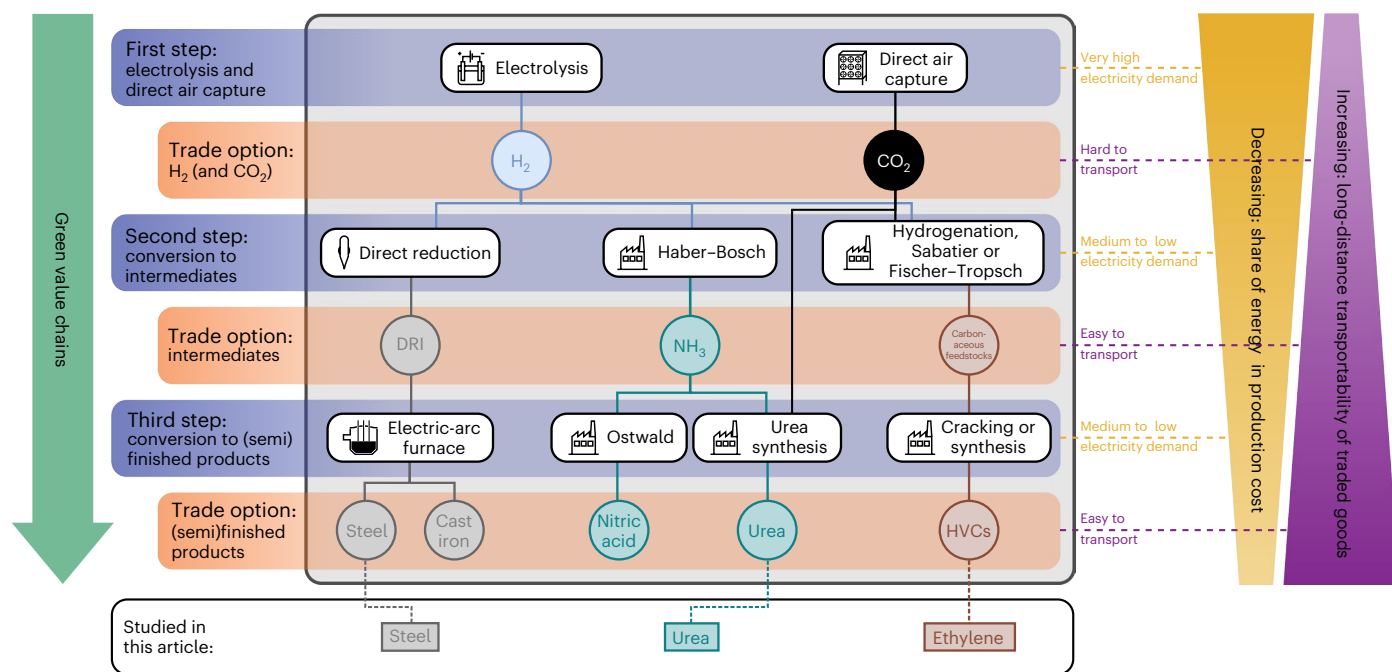 Green value chains
First step:
electrolysis and
direct air capture
Electrolysis
Direct air
capture
Very high
electricity demand
Trade option:
H₂ (and CO₂)
H₂
CO₂
Hard to
transport
Second step:
conversion to
intermediates
Direct reduction
Haber–Bosch
Hydrogenation,
Sabatier or
Fischer–Tropsch
Medium to low
electricity demand
Trade option:
intermediates
DRI
NH₃
Carbon-
aceous
feedstocks
Easy to
transport
Third step:
conversion to (semi)
finished products
Electric-arc
furnace
Ostwald
Urea
synthesis
Cracking or
synthesis
Medium to low
electricity demand
Trade option:
(semi)finished
products
Steel
Cast
iron
Nitric
acid
Urea
HVCs
Easy to
transport
Decreasing: share of energy in production cost
Increasing: long-distance transportability of traded goods
Studied in
this article:
Steel
Urea
Ethylene